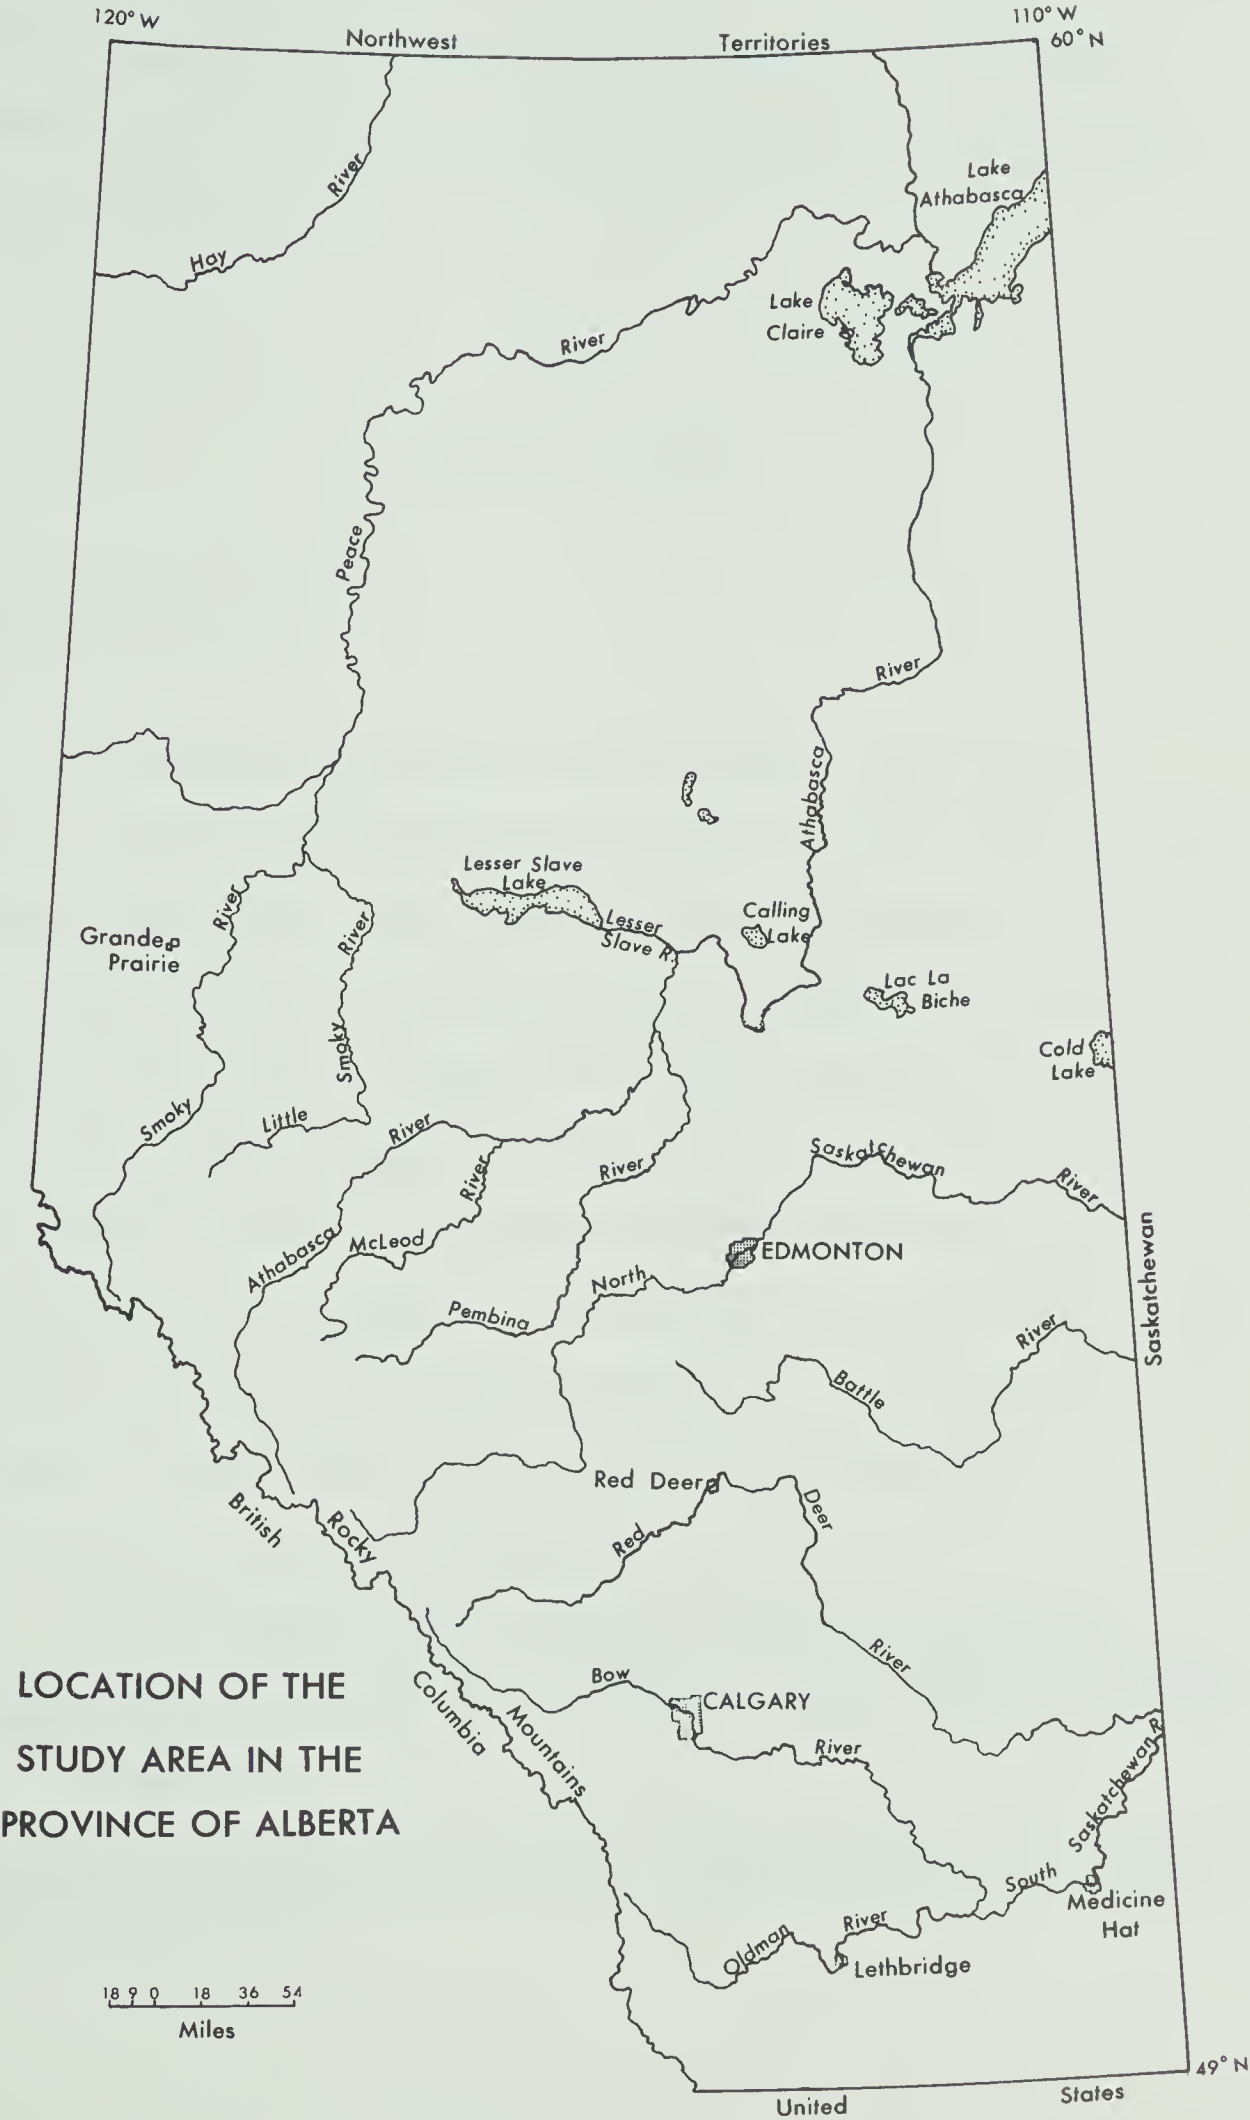 120° W
110° W
Northwest Territories
60° N
Lake
Athabasca
River
Hay
Lake
Claire
River
Peace
River
Athabasca
Lesser Slave
Lake
Lesser
Slave R.
Calling
Lake
River
River
Grande
Prairie
Lac La
Biche
Smoky
Cold
Lake
Smoky
Little
River
Saskatchewan
River
River
River
Athabasca
McLeod
EDMONTON
North
Pembina
Saskatchewan
River
Battle
Red Deer
Deer
British
Rocky
Red
River
LOCATION OF THE
STUDY AREA IN THE
PROVINCE OF ALBERTA
Bow
CALGARY
Columbia
Mountains
River
Saskatchewan R.
South
Medicine
Hat
River
Oldman
Lethbridge
18 9 0 18 36 54
Miles
49° N
United States